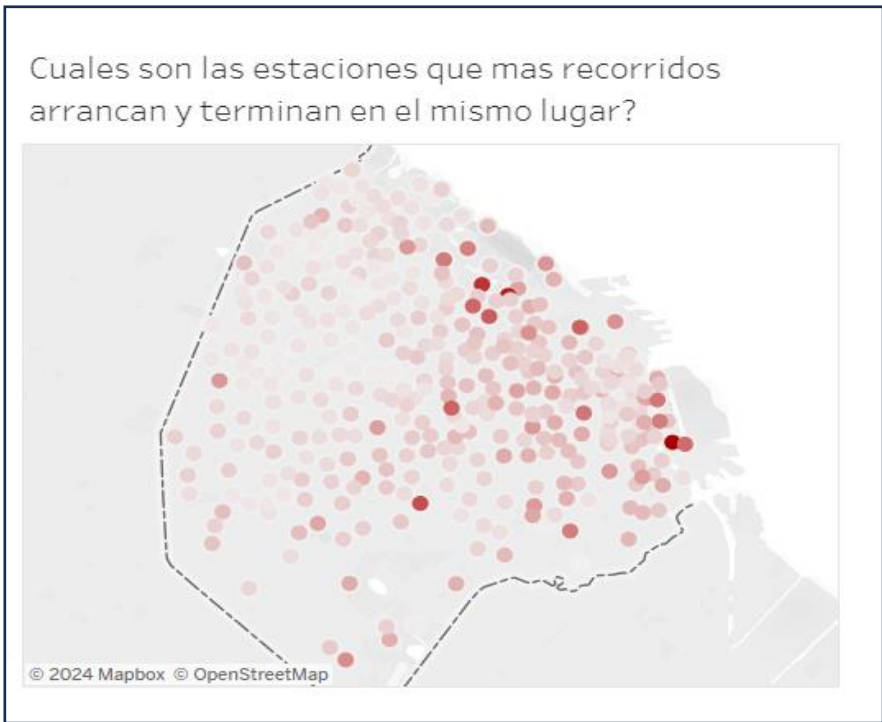 Cuales son las estaciones que mas recorridos
arrancan y terminan en el mismo lugar?
© 2024 Mapbox © OpenStreetMap